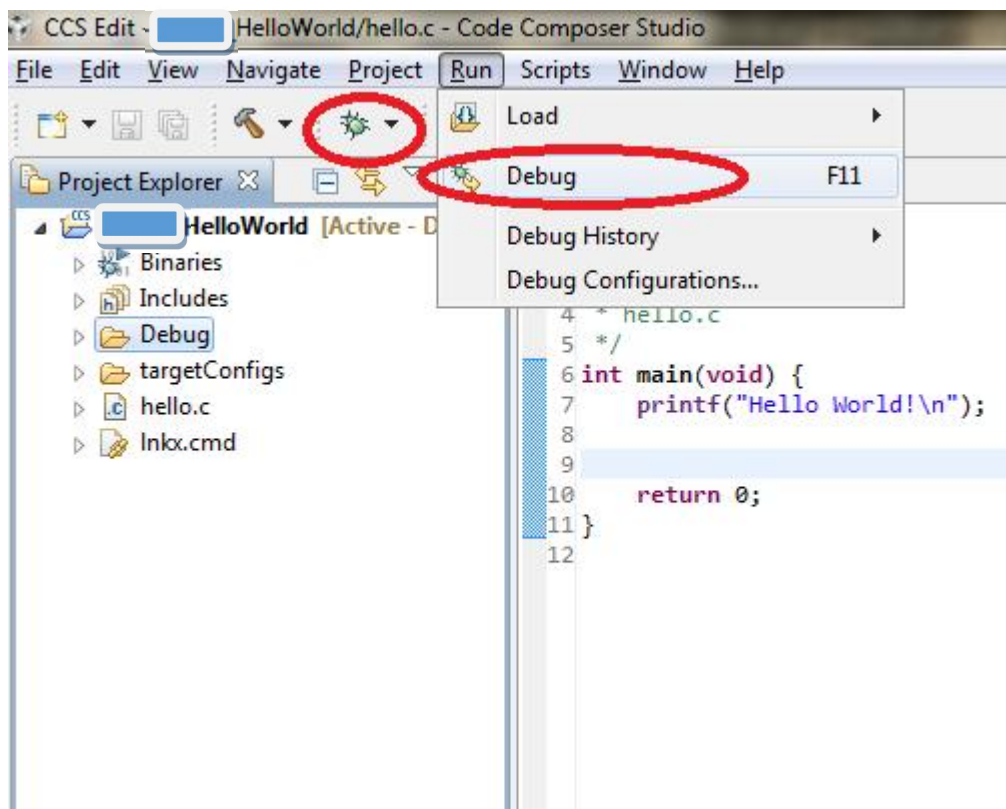 CCS Edit - _HelloWorld/hello.c - Code Composer Studio
File Edit View Navigate Project Run Scripts Window Help
Load
Debug F11
Debug History
Debug Configurations...
Project Explorer
CCS HelloWorld [Active - D
Binaries
Includes
Debug
targetConfigs
hello.c
lnkx.cmd
4 * hello.c
5 */
6 int main(void) {
7 printf("Hello World!\n");
8
9
10 return 0;
11 }
12